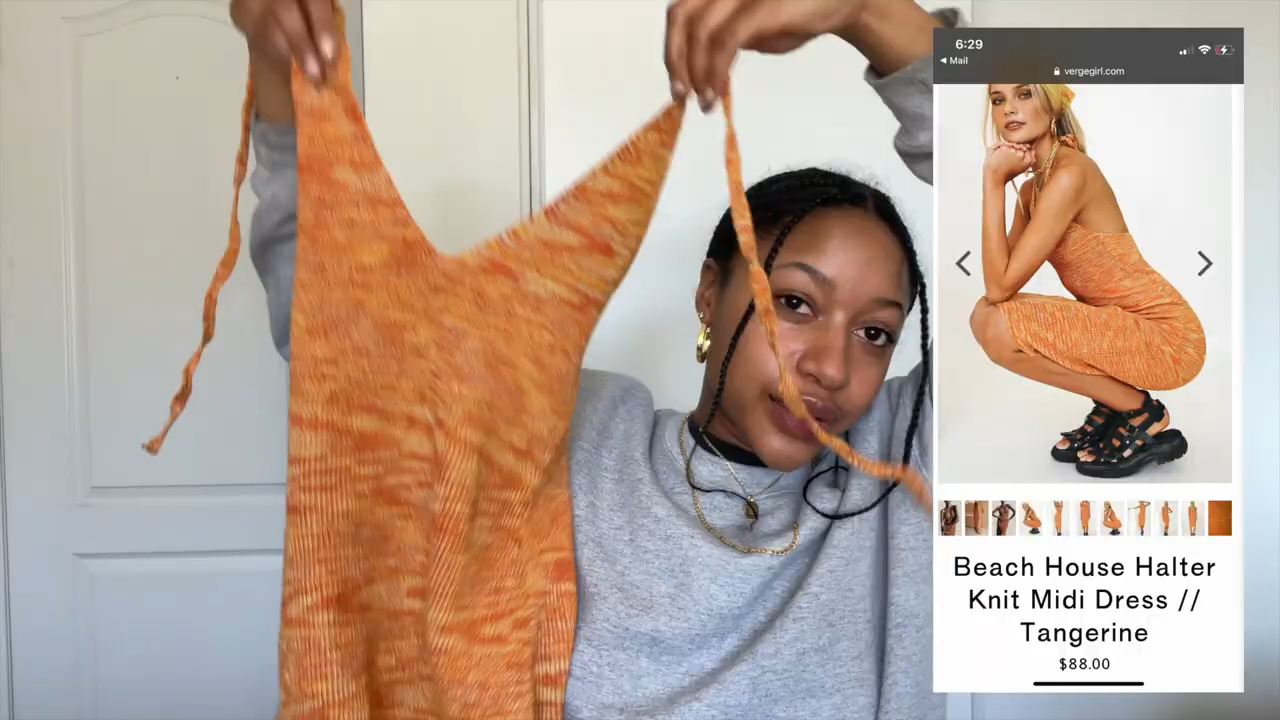 6:29
Mail
vergegirl.com
Beach House Halter
Knit Midi Dress //
Tangerine
$88.00